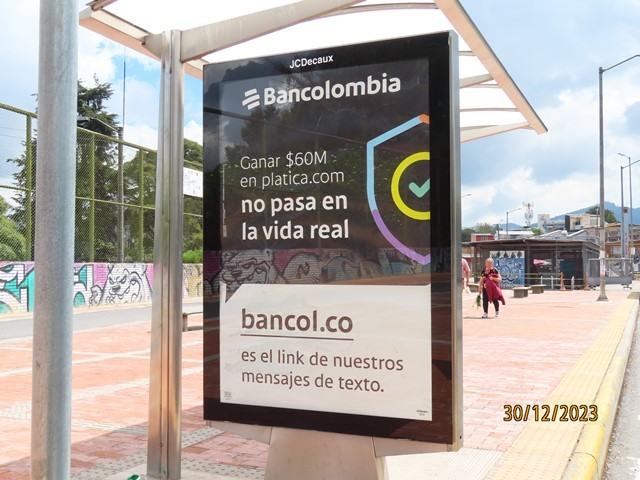 JCDecaux
Bancolombia
Ganar $60M
en platica.com
no pasa en
la vida real
bancol.co
es el link de nuestros
mensajes de texto.
30/12/2023